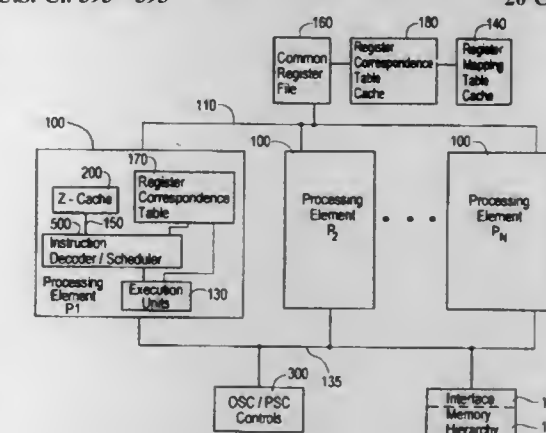 160
180
140
Common
Register
File
Register
Correspondence
Table
Cache
Register
Mapping
Table
Cache
110
100
100
100
200
170
Z - Cache
Register
Correspondence
Table
500
150
Instruction
Decoder / Scheduler
Processing
Element
P1
Execution
Units
130
Processing
Element
P2
Processing
Element
PN
300
135
OSC / PSC
Controls
Interface
Memory
Hierarchy